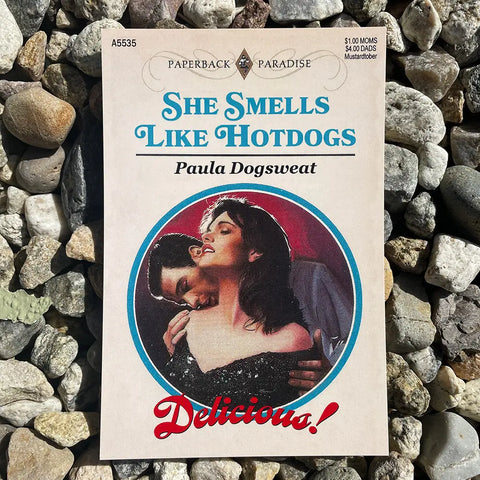 A5535
PAPERBACK PARADISE
$1.00 MOMS
$4.00 DADS
Mustardtober
SHE SMELLS
LIKE HOTDOGS
Paula Dogsweat
Delicious!